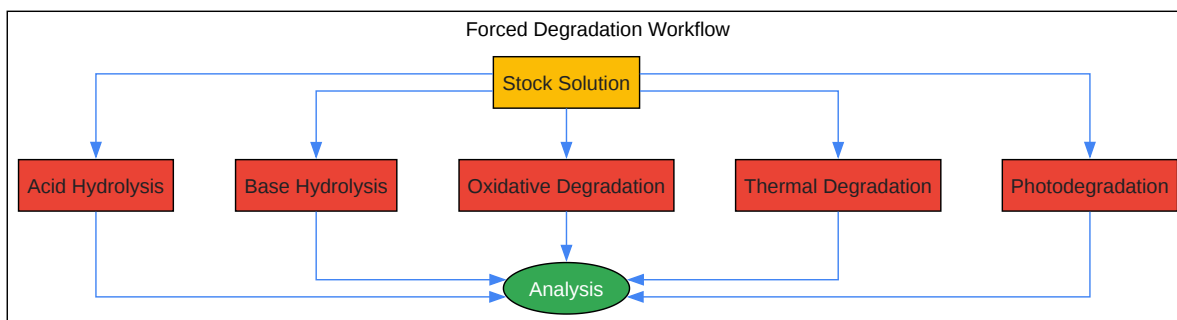 Forced Degradation Workflow
Stock Solution
Acid Hydrolysis
Base Hydrolysis
Oxidative Degradation
Thermal Degradation
Photodegradation
Analysis